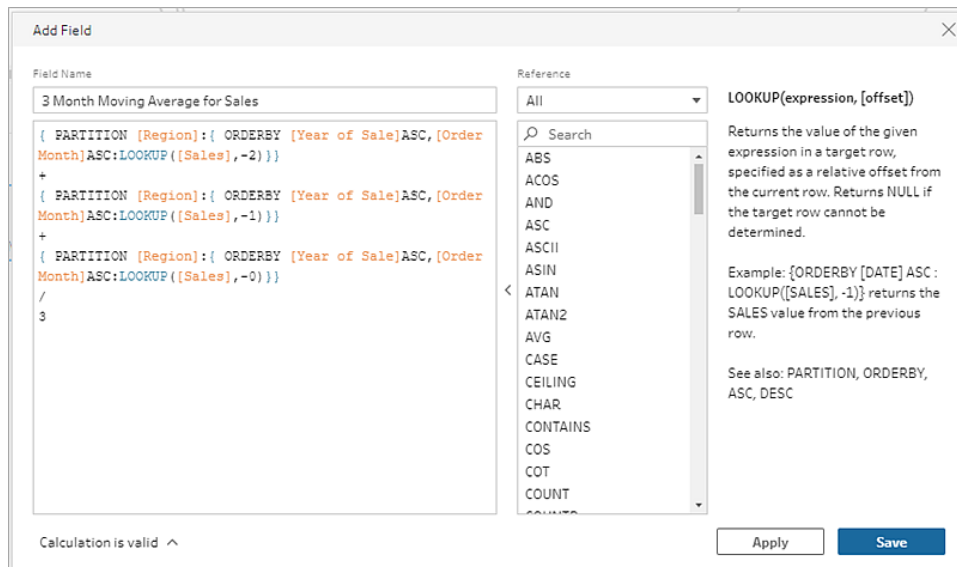 Add Field
Field Name
3 Month Moving Average for Sales
{ PARTITION [Region]:{ ORDERBY [Year of Sale]ASC,[Order
Month]ASC:LOOKUP([Sales],-2)}}
+
{ PARTITION [Region]:{ ORDERBY [Year of Sale]ASC,[Order
Month]ASC:LOOKUP([Sales],-1)}}
+
{ PARTITION [Region]:{ ORDERBY [Year of Sale]ASC,[Order
Month]ASC:LOOKUP([Sales],-0)}}
/
3
Calculation is valid
Reference
All
Search
ABS
ACOS
AND
ASC
ASCII
ASIN
ATAN
ATAN2
AVG
CASE
CEILING
CHAR
CONTAINS
COS
COT
COUNT
COUNTD
LOOKUP(expression, [offset])
Returns the value of the given
expression in a target row,
specified as a relative offset from
the current row. Returns NULL if
the target row cannot be
determined.
Example: {ORDERBY [DATE] ASC :
LOOKUP([SALES], -1)} returns the
SALES value from the previous
row.
See also: PARTITION, ORDERBY,
ASC, DESC
Apply
Save